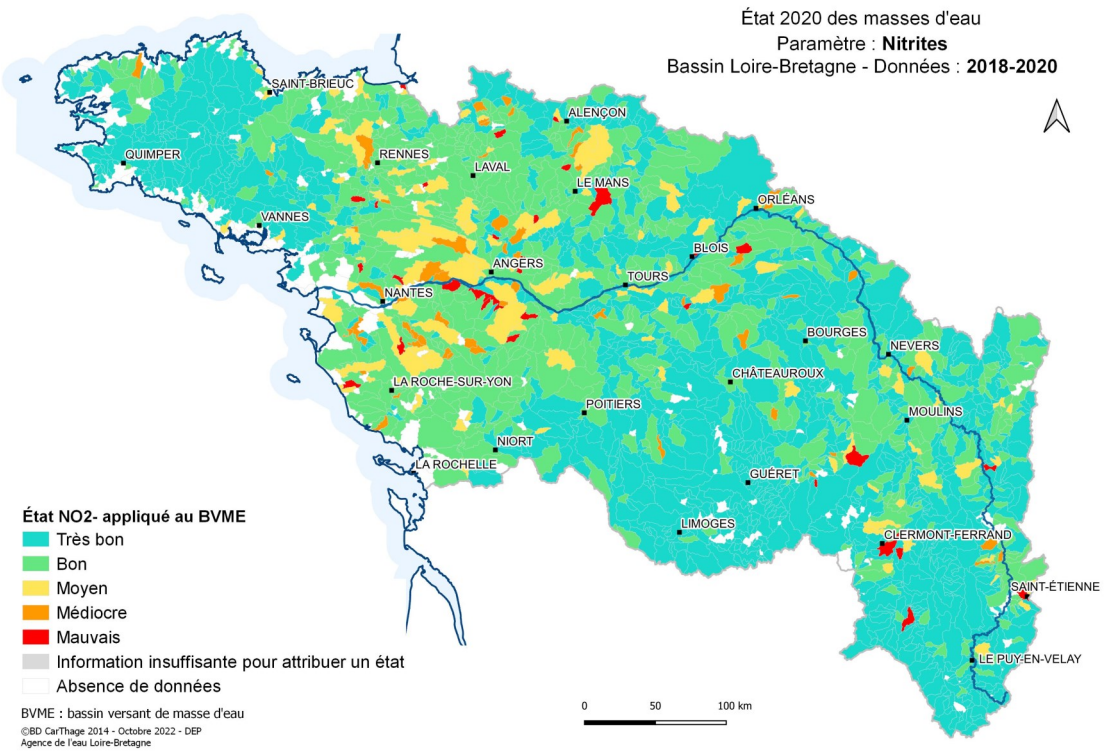 État 2020 des masses d'eau
Paramètre : Nitrites
Bassin Loire-Bretagne - Données : 2018-2020
SAINT-BRIEUC
ALENÇON
QUIMPER
RENNES
LAVAL
LE MANS
ORLÉANS
VANNES
BLOIS
ANGERS
TOURS
NANTES
BOURGES
NEVERS
CHÂTEAUROUX
LA ROCHE-SUR-YON
POITIERS
MOULINS
NIORT
LA ROCHELLE
GUÉRET
LIMOGES
CLERMONT-FERRAND
SAINT-ÉTIENNE
LE PUY-EN-VELAY
État NO2- appliqué au BVME
Très bon
Bon
Moyen
Médiocre
Mauvais
Information insuffisante pour attribuer un état
Absence de données
BVME : bassin versant de masse d'eau
©BD CarThage 2014 - Octobre 2022 - DEP
Agence de l'eau Loire-Bretagne
0 50 100 km